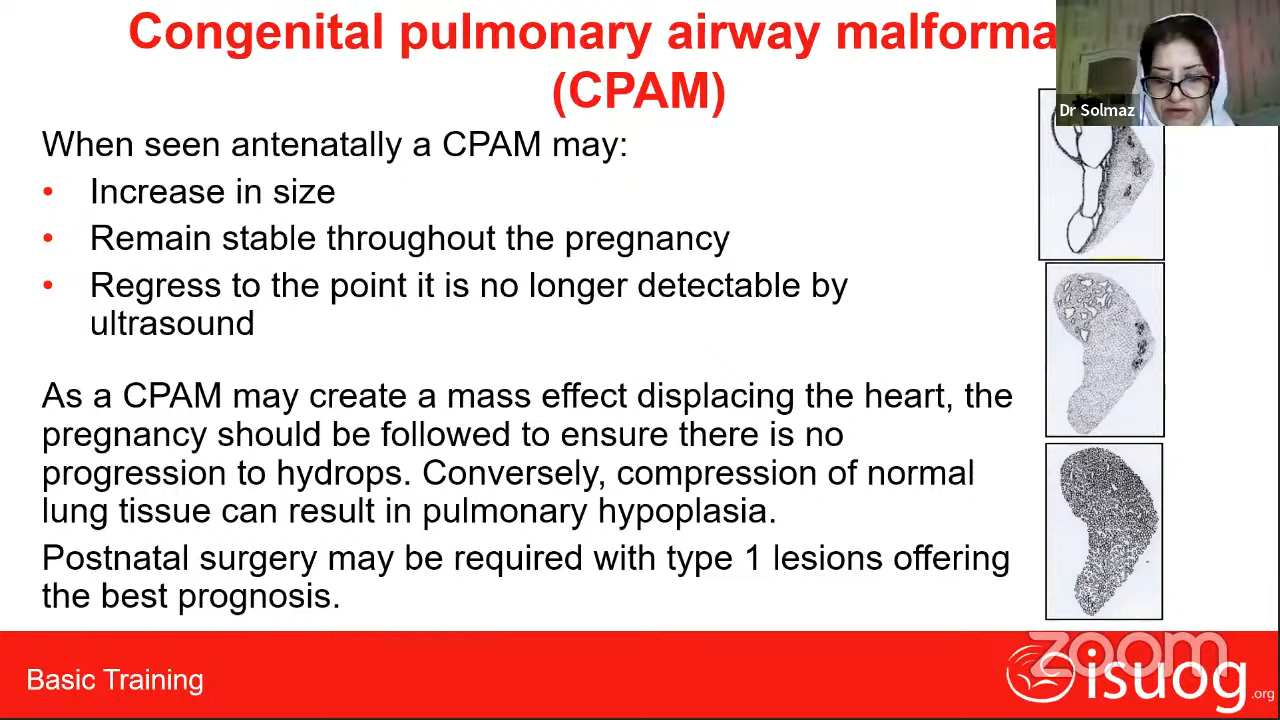 Congenital pulmonary airway malforma
(CPAM)
Dr Solmaz
When seen antenatally a CPAM may:
• Increase in size
• Remain stable throughout the pregnancy
• Regress to the point it is no longer detectable by
ultrasound
As a CPAM may create a mass effect displacing the heart, the
pregnancy should be followed to ensure there is no
progression to hydrops. Conversely, compression of normal
lung tissue can result in pulmonary hypoplasia.
Postnatal surgery may be required with type 1 lesions offering
the best prognosis.
Basic Training
zoom
isuog.org